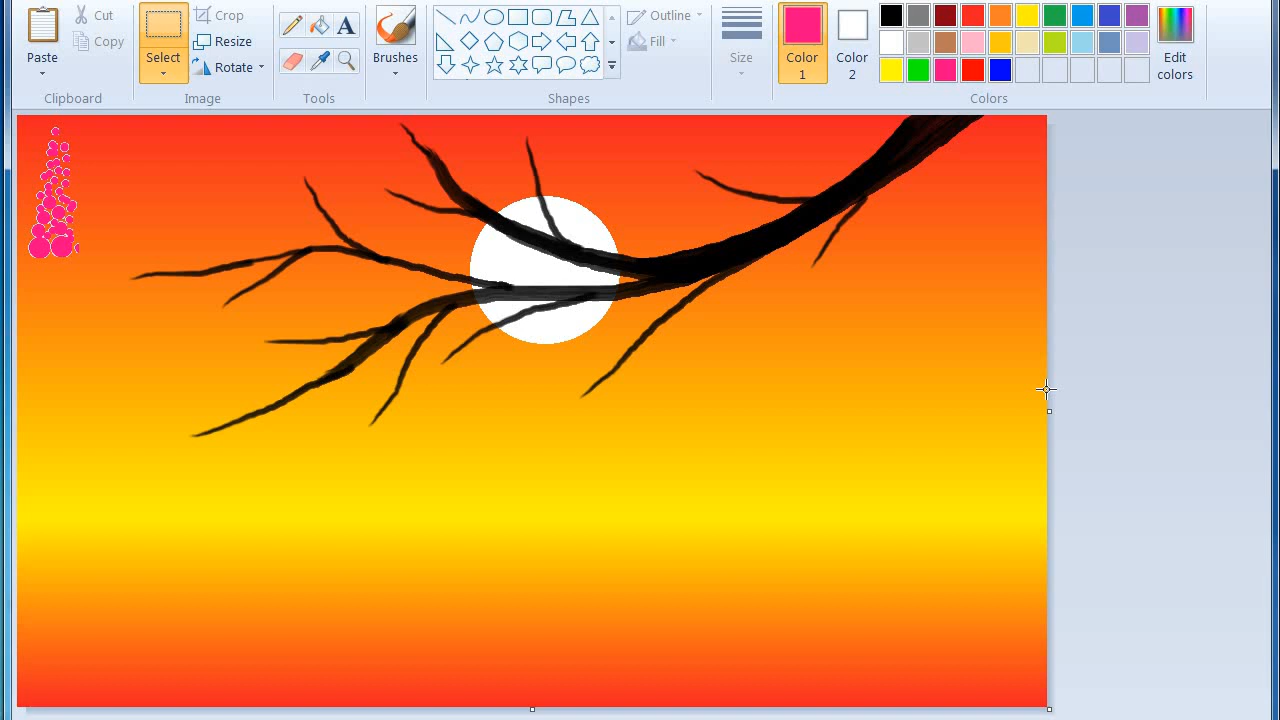 Paste
Cut
Copy
Clipboard
Select
Crop
Resize
Rotate
Image
A
Tools
Brushes
Outline
Fill
Shapes
Size
Color
1
Color
2
Edit
colors
Colors